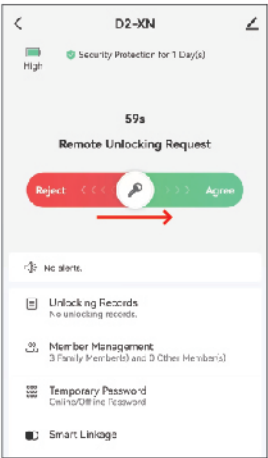 D2-XN
High
Security Protection for 1 Day(s)
59s
Remote Unlocking Request
Reject
Agree
No alerts.
Unlocking Records
No unlocking records.
Member Management
3 Family Member(s) and 0 Other Member(s)
Temporary Password
Online/Offline Password
Smart Linkage